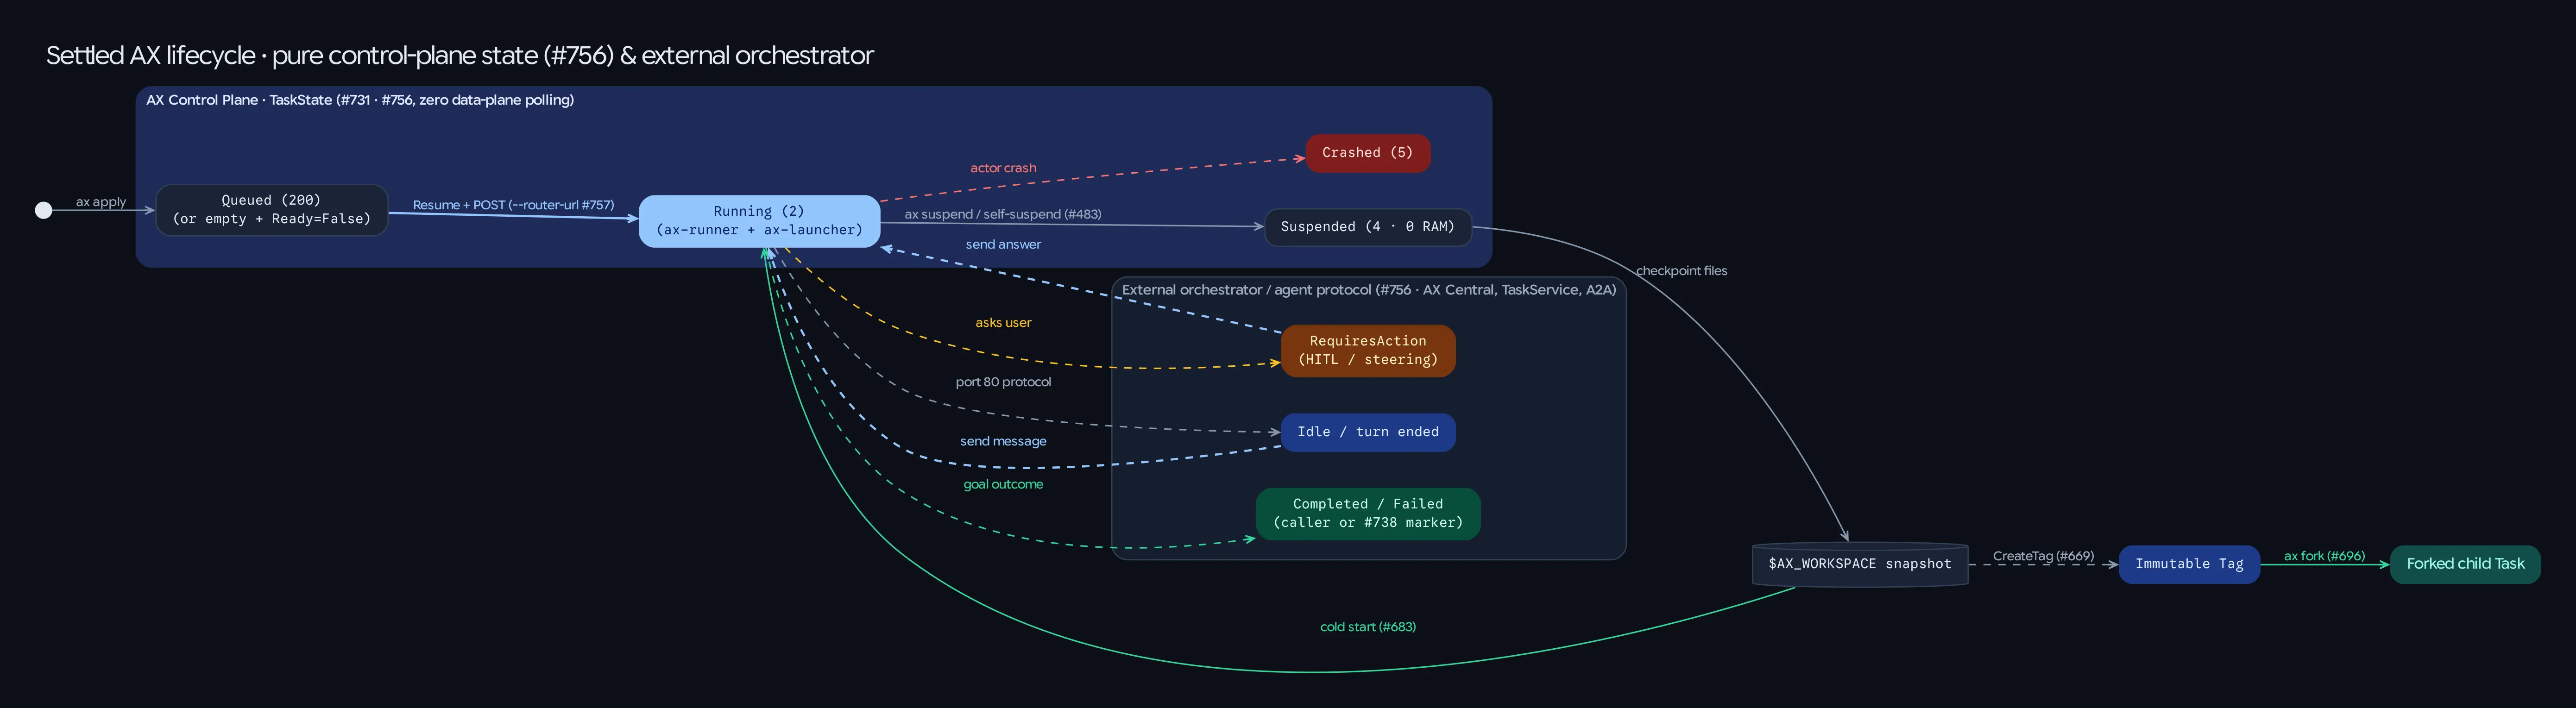 Settled AX lifecycle · pure control-plane state (#756) & external orchestrator
AX Control Plane · TaskState (#731 · #756, zero data-plane polling)
ax apply
Queued (200)
(or empty + Ready=False)
Resume + POST (--router-url #757)
Running (2)
(ax-runner + ax-launcher)
actor crash
Crashed (5)
ax suspend / self-suspend (#483)
Suspended (4 · 0 RAM)
send answer
checkpoint files
External orchestrator / agent protocol (#756 · AX Central, TaskService, A2A)
asks user
RequiresAction
(HITL / steering)
port 80 protocol
Idle / turn ended
send message
goal outcome
Completed / Failed
(caller or #738 marker)
$AX_WORKSPACE snapshot
CreateTag (#669)
Immutable Tag
ax fork (#696)
Forked child Task
cold start (#683)